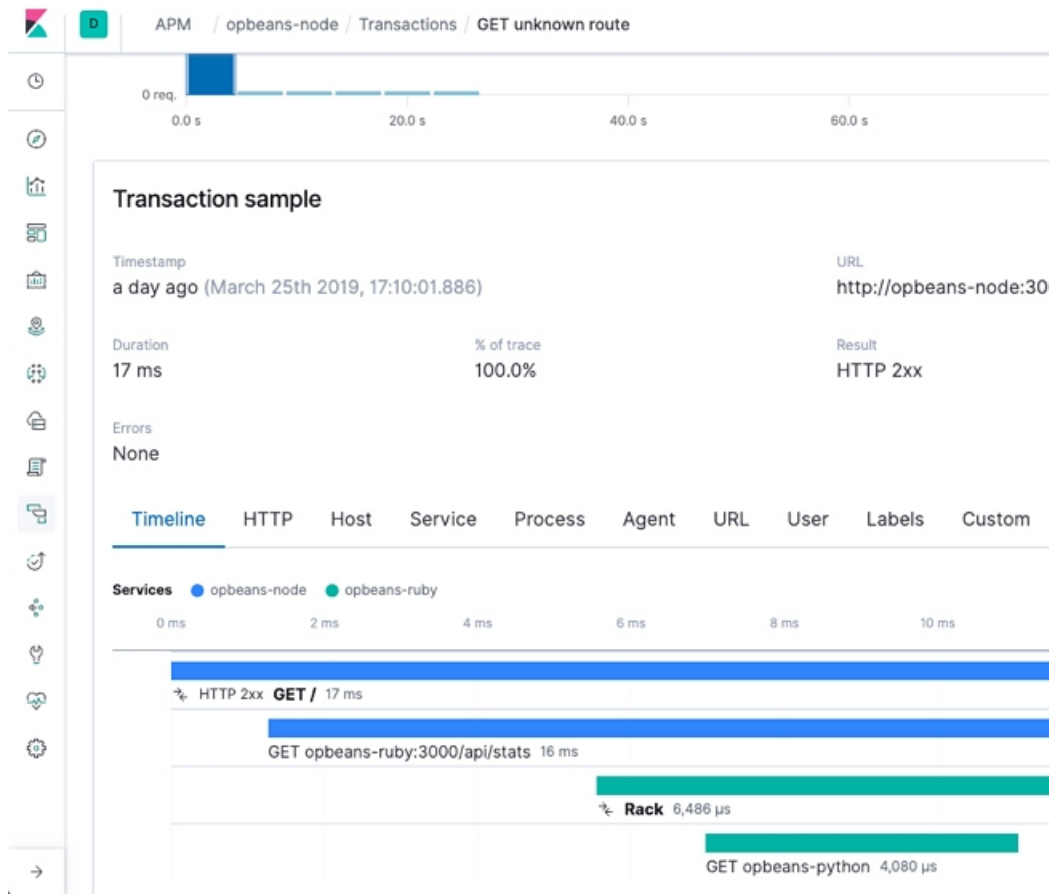 D APM / opbeans-node / Transactions / GET unknown route
0 req.
0.0 s 20.0 s 40.0 s 60.0 s
Transaction sample
Timestamp URL
a day ago (March 25th 2019, 17:10:01.886) http://opbeans-node:30
Duration % of trace Result
17 ms 100.0% HTTP 2xx
Errors
None
Timeline HTTP Host Service Process Agent URL User Labels Custom
Services opbeans-node opbeans-ruby
0 ms 2 ms 4 ms 6 ms 8 ms 10 ms
HTTP 2xx GET / 17 ms
GET opbeans-ruby:3000/api/stats 16 ms
Rack 6,486 μs
GET opbeans-python 4,080 μs